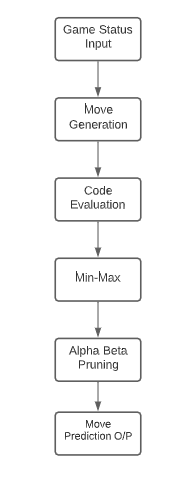 Game Status
Input
Move
Generation
Code
Evaluation
Min-Max
Alpha Beta
Pruning
Move
Prediction O/P